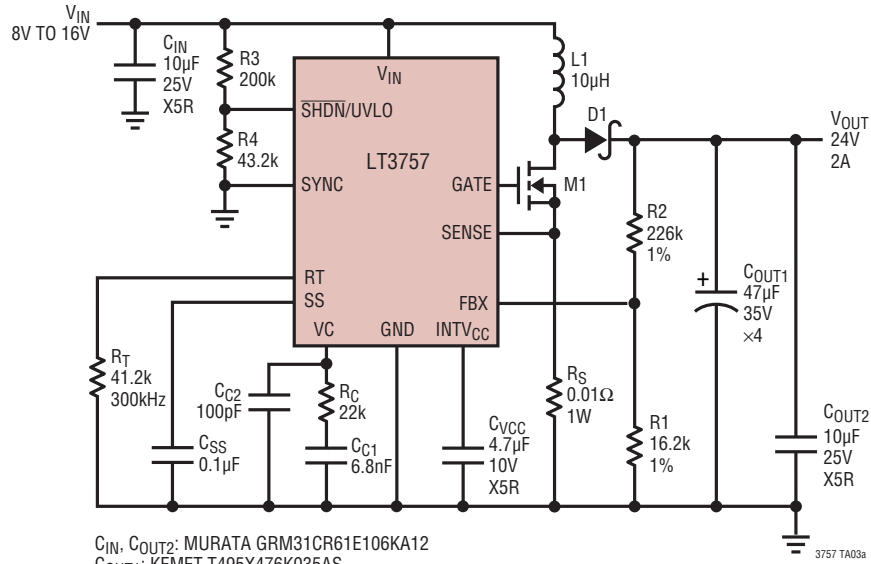 VIN
8V TO 16V
CIN
10µF
25V
X5R
R3
200k
R4
43.2k
VIN
SHDN/UVLO
LT3757
SYNC
GATE
SENSE
RT
SS
FBX
VC
GND
INTVCC
L1
10µH
D1
M1
VOUT
24V
2A
R2
226k
1%
+
COUT1
47µF
35V
×4
RT
41.2k
300kHz
CC2
100pF
RC
22k
CSS
0.1µF
CC1
6.8nF
CVCC
4.7µF
10V
X5R
RS
0.01Ω
1W
R1
16.2k
1%
COUT2
10µF
25V
X5R
CIN, COUT2: MURATA GRM31CR61E106KA12
COUT1: KEMET T495X476K035AS
3757 TA03a